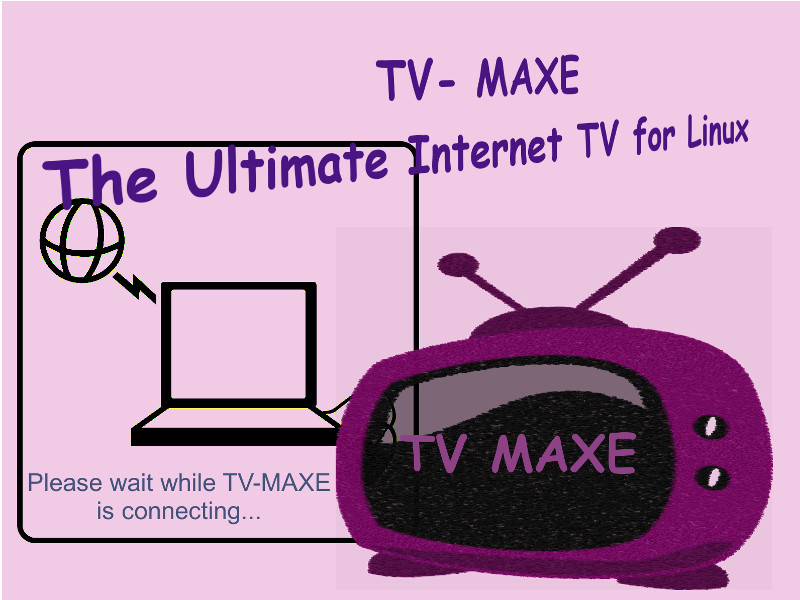 TV- MAXE
The Ultimate Internet TV for Linux
TV MAXE
Please wait while TV-MAXE
is connecting...